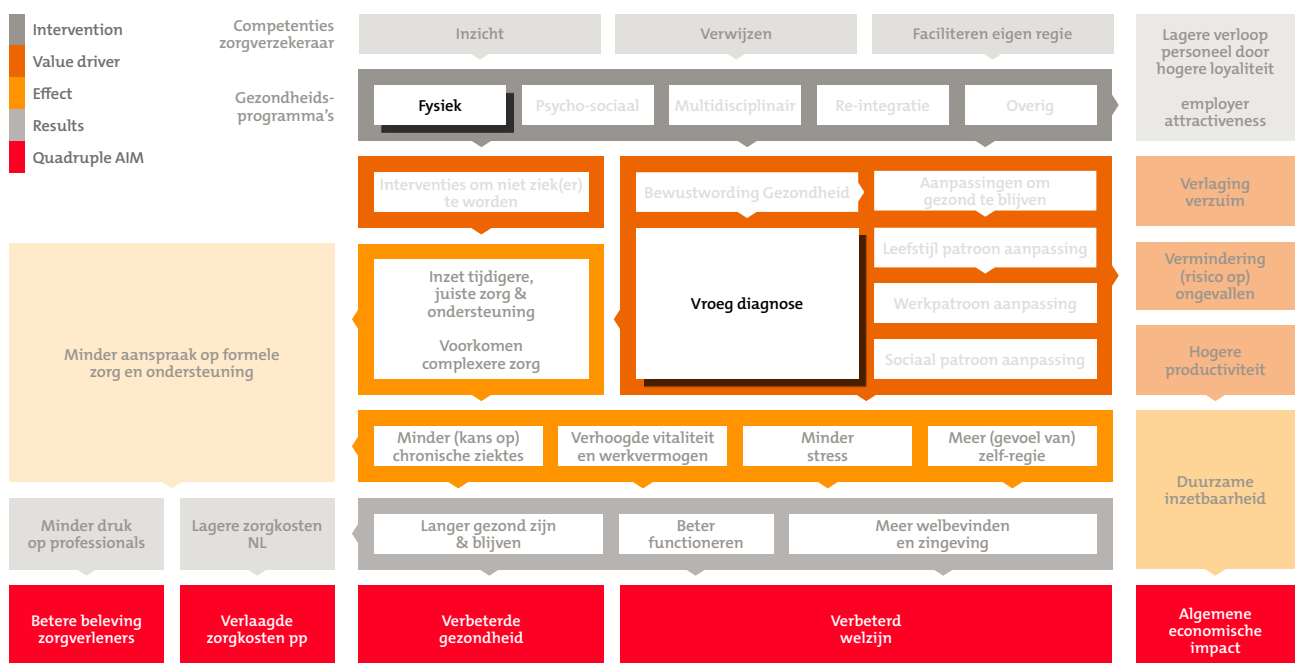 Intervention
Value driver
Effect
Results
Quadruple AIM
Competenties
zorgverzekeraar
Gezondheids-
programma's
Inzicht
Verwijzen
Faciliteren eigen regie
Fysiek
Psycho-sociaal
Multidisciplinair
Re-integratie
Overig
Interventies om niet ziek(er)
te worden
Bewustwording Gezondheid
Aanpassingen om
gezond te blijven
Inzet tijdigere,
juiste zorg &
ondersteuning
Voorkomen
complexere zorg
Vroeg diagnose
Leefstijl patroon aanpassing
Werkpatroon aanpassing
Sociaal patroon aanpassing
Minder aanspraak op formele
zorg en ondersteuning
Minder (kans op)
chronische ziektes
Verhoogde vitaliteit
en werkvermogen
Minder
stress
Meer (gevoel van)
zelf-regie
Minder druk
op professionals
Lagere zorgkosten
NL
Langer gezond zijn
& blijven
Beter
functioneren
Meer welbevinden
en zingeving
Betere beleving
zorgverleners
Verlaagde
zorgkosten pp
Verbeterde
gezondheid
Verbeterd
welzijn
Lagere verloop
personeel door
hogere loyaliteit
employer
attractiveness
Verlaging
verzuim
Vermindering
(risico op)
ongevallen
Hogere
productiviteit
Duurzame
inzetbaarheid
Algemene
economische
impact